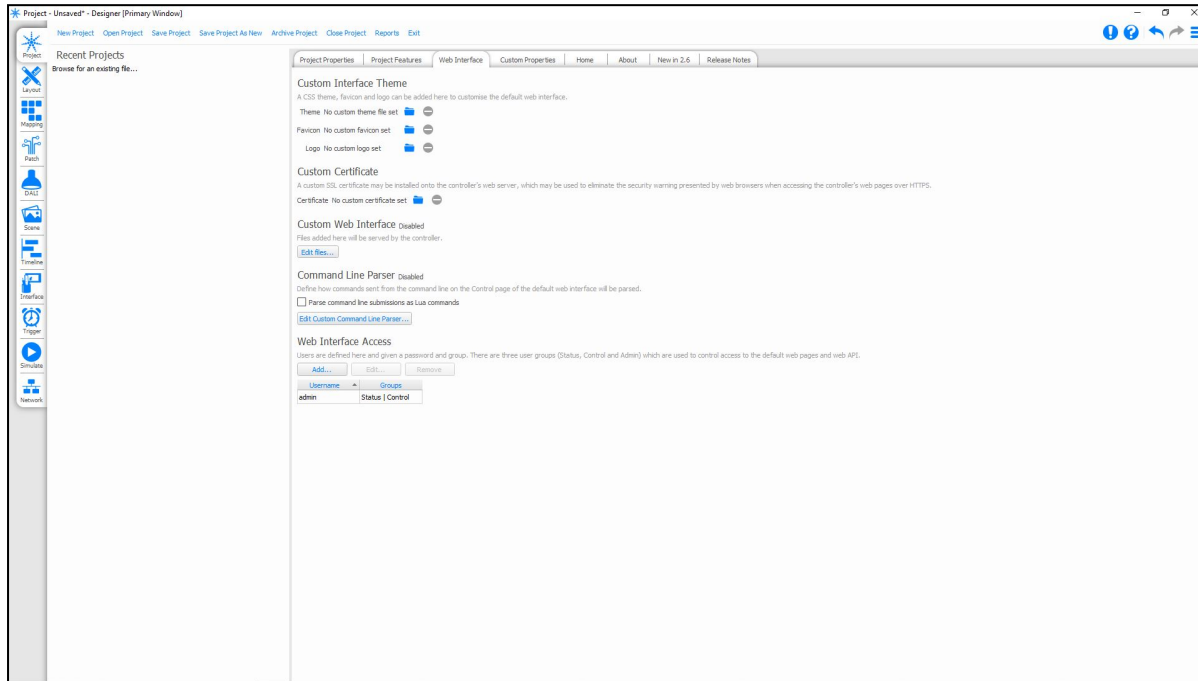 Project - Unsaved* - Designer [Primary Window]
New Project Open Project Save Project Save Project As New Archive Project Close Project Reports Exit
Project
Layout
Mapping
Patch
DALI
Scene
Timeline
Interface
Trigger
Simulate
Network
Recent Projects
Browse for an existing file...
Project Properties Project Features Web Interface Custom Properties Home About New in 2.6 Release Notes
Custom Interface Theme
A CSS theme, favicon and logo can be added here to customise the default web interface.
Theme No custom theme file set
Favicon No custom favicon set
Logo No custom logo set
Custom Certificate
A custom SSL certificate may be installed onto the controller's web server, which may be used to eliminate the security warning presented by web browsers when accessing the controller's web pages over HTTPS.
Certificate No custom certificate set
Custom Web Interface Disabled
Files added here will be served by the controller.
Edit files...
Command Line Parser Disabled
Define how commands sent from the command line on the Control page of the default web interface will be parsed.
Parse command line submissions as Lua commands
Edit Custom Command Line Parser...
Web Interface Access
Users are defined here and given a password and group. There are three user groups (Status, Control and Admin) which are used to control access to the default web pages and web API.
Add... Edit... Remove
Username Groups
admin Status | Control